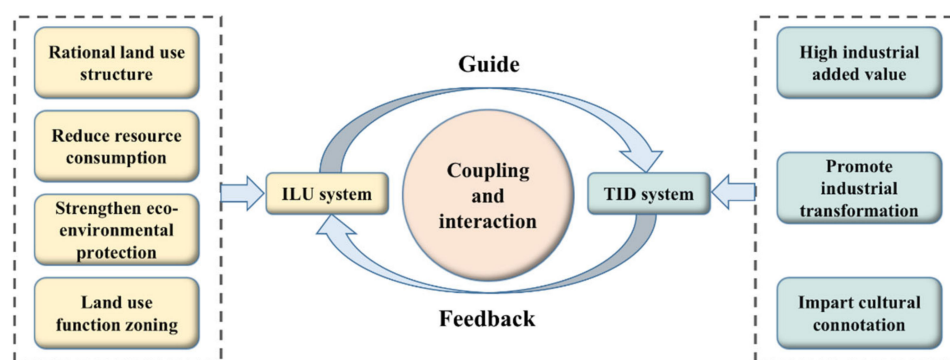 Rational land use
structure
Reduce resource
consumption
Strengthen eco-
environmental
protection
Land use
function zoning
Guide
ILU system
Coupling
and
interaction
TID system
Feedback
High industrial
added value
Promote
industrial
transformation
Impart cultural
connotation